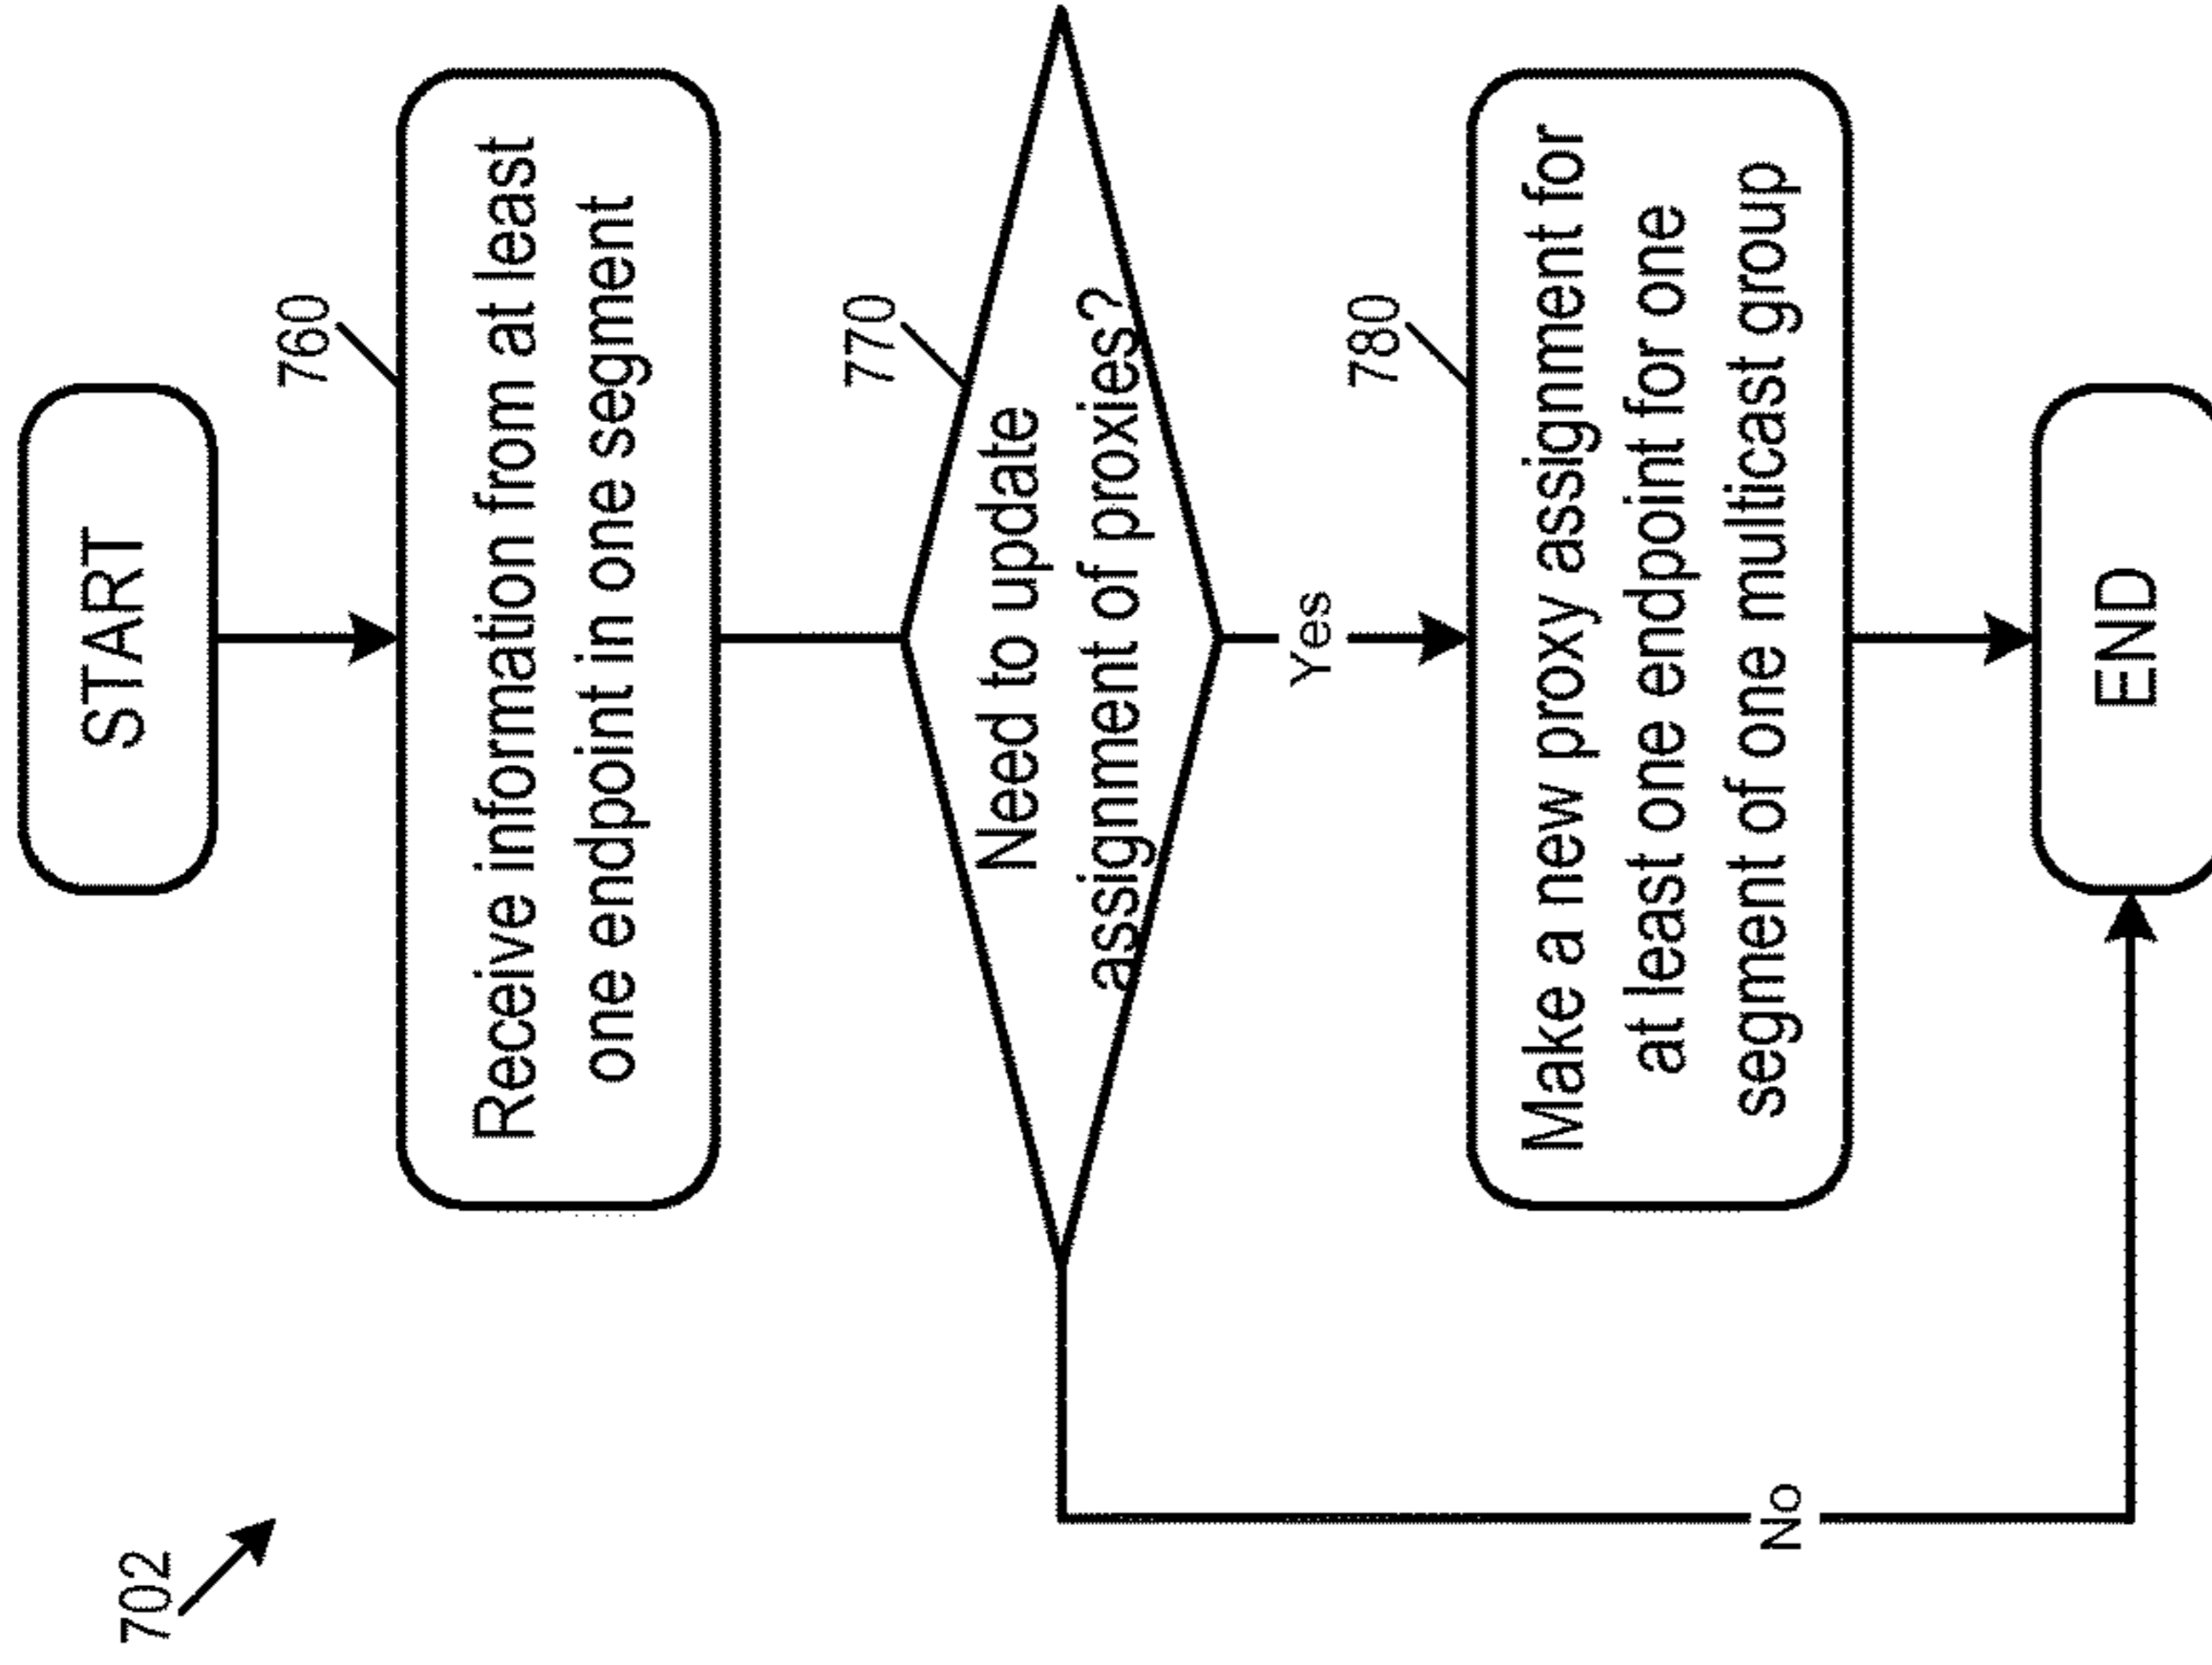 702
START
760
Receive information from at least
one endpoint in one segment
770
Need to update
assignment of proxies?
Yes
780
Make a new proxy assignment for
at least one endpoint for one
segment of one multicast group
No
END